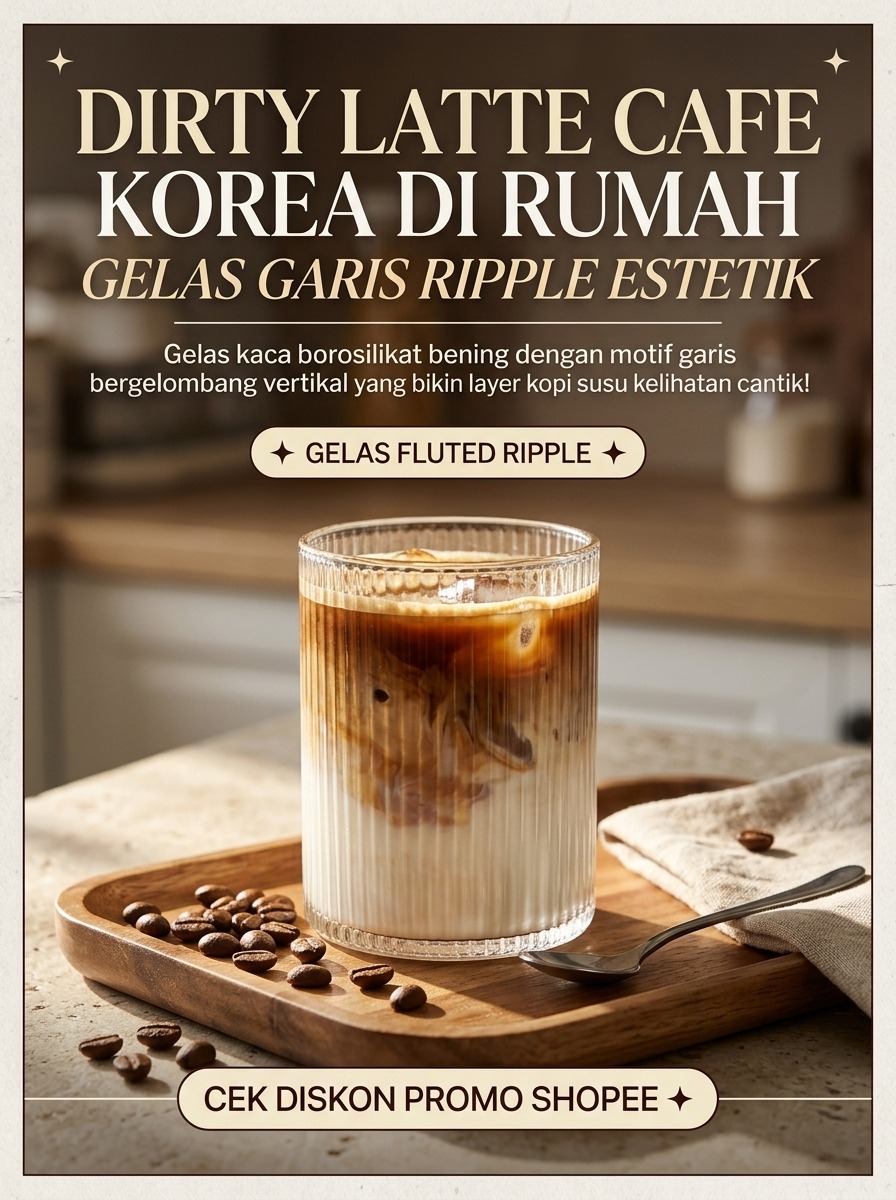 DIRTY LATTE CAFE
KOREA DI RUMAH
GELAS GARIS RIPPLE ESTETIK
Gelas kaca borosilikat bening dengan motif garis
bergelombang vertikal yang bikin layer kopi susu kelihatan cantik!
GELAS FLUTED RIPPLE
CEK DISKON PROMO SHOPEE